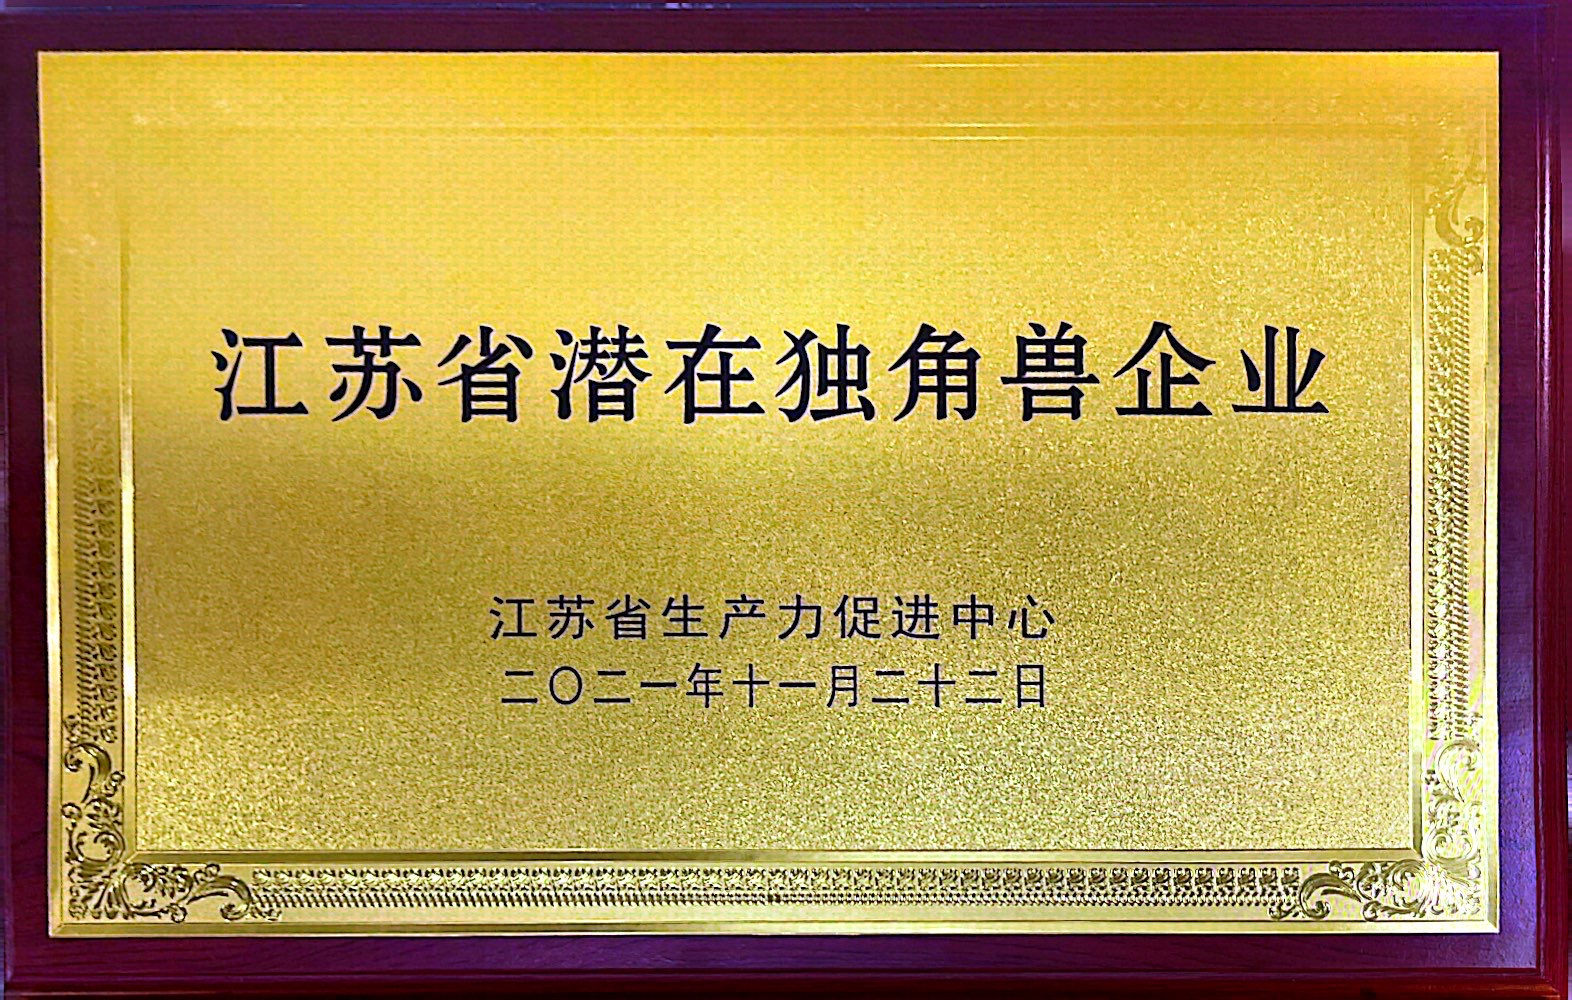 江苏省潜在独角兽企业
江苏省生产力促进中心
二〇二一年十一月二十二日